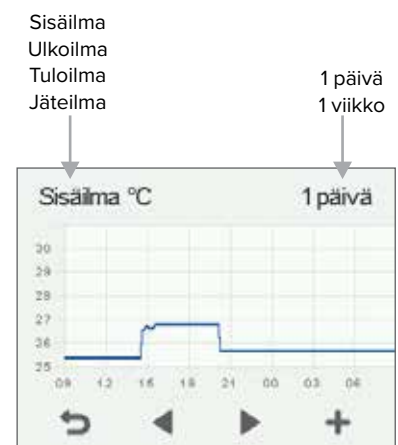 Sisäilma
Ulkoilma
Tuloilma
Jäteilma
1 päivä
1 viikko
Sisäilma °C
1 päivä
30
29
28
27
26
25
09 12 16 18 21 00 03 06